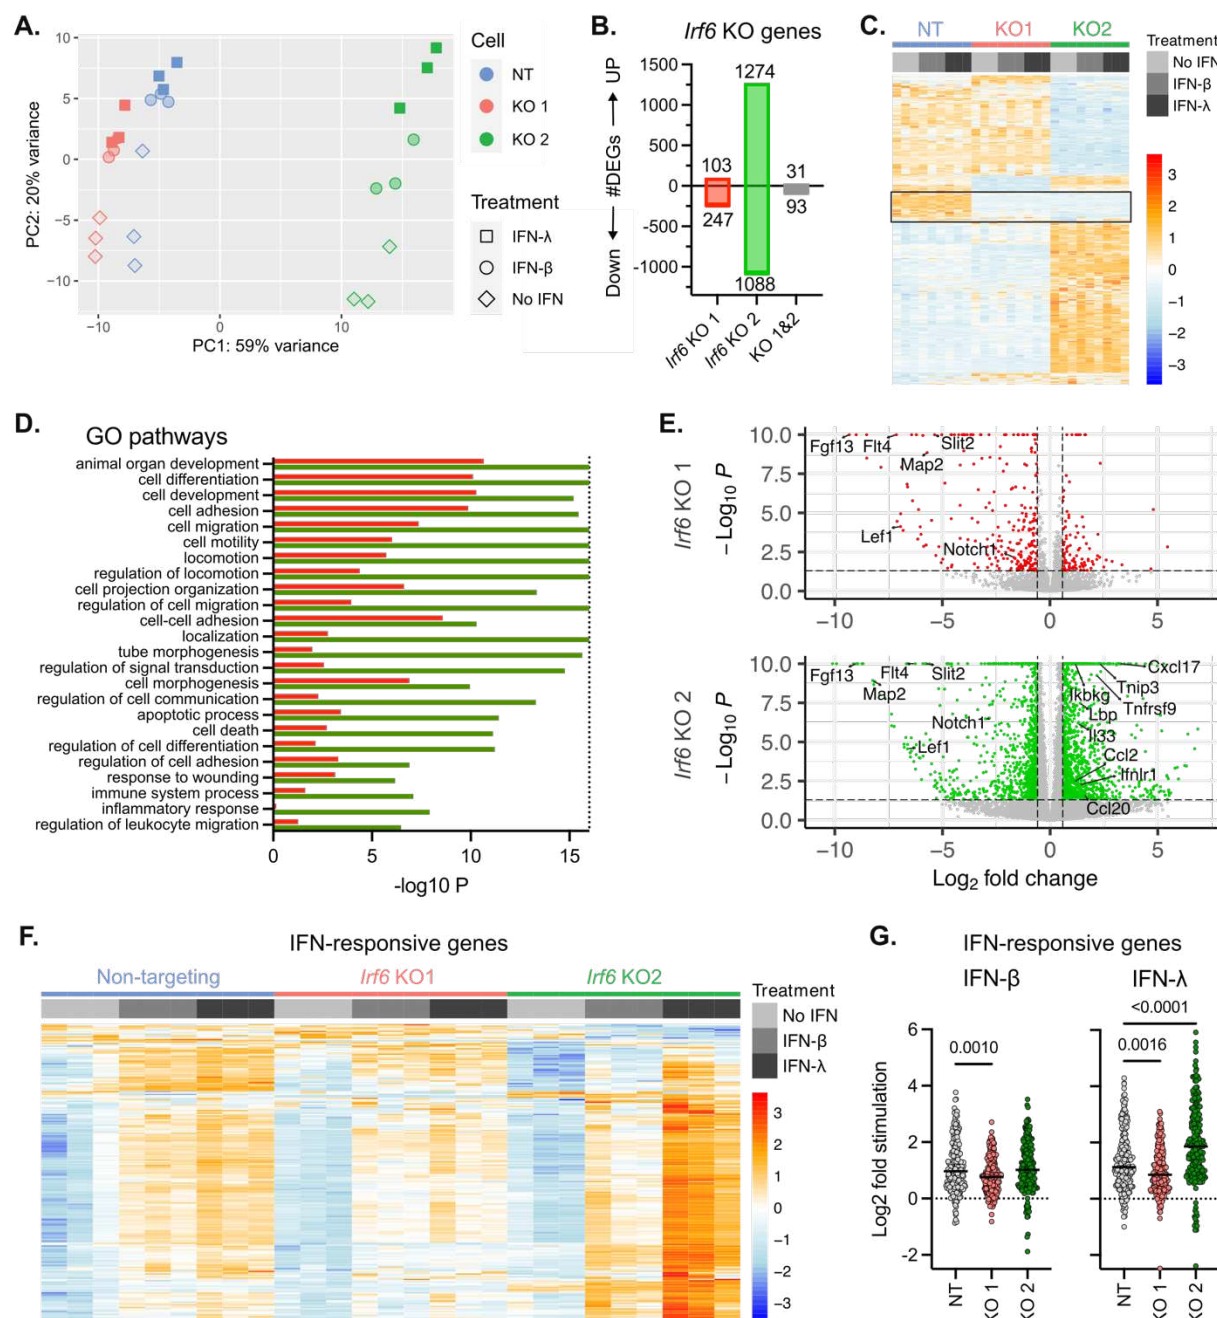 A.
10
5
0
−5
−10
−10
0
10
PC2: 20% variance
PC1: 59% variance
Cell
NT
KO 1
KO 2
Treatment
IFN-λ
IFN-β
No IFN
B.
Irf6 KO genes
Down ← #DEGs → UP
1500
1000
500
0
-500
-1000
1274
103
31
247
93
1088
Irf6 KO 1
Irf6 KO 2
KO 1&2
C.
NT
KO1
KO2
Treatment
No IFN
IFN-β
IFN-λ
3
2
1
0
−1
−2
−3
D.
GO pathways
animal organ development
cell differentiation
cell development
cell adhesion
cell migration
cell motility
locomotion
regulation of locomotion
cell projection organization
regulation of cell migration
cell-cell adhesion
localization
tube morphogenesis
regulation of signal transduction
cell morphogenesis
regulation of cell communication
apoptotic process
cell death
regulation of cell differentiation
regulation of cell adhesion
response to wounding
immune system process
inflammatory response
regulation of leukocyte migration
0
5
10
15
-log10 P
E.
Irf6 KO 1
− Log10 P
10.0
7.5
5.0
2.5
0.0
Fgf13
Flt4
Slit2
Map2
Lef1
Notch1
−10
−5
0
5
Irf6 KO 2
− Log10 P
10.0
7.5
5.0
2.5
0.0
Fgf13
Flt4
Slit2
Cxcl17
Map2
Ikbkg
Tnip3
Tnfrsf9
Notch1
Lbp
Lef1
Il33
Ccl2
Ifnlr1
Ccl20
−10
−5
0
5
Log2 fold change
F.
IFN-responsive genes
Non-targeting
Irf6 KO1
Irf6 KO2
Treatment
No IFN
IFN-β
IFN-λ
3
2
1
0
−1
−2
−3
G.
IFN-responsive genes
IFN-β
IFN-λ
Log2 fold stimulation
6
4
2
0
-2
0.0010
<0.0001
0.0016
NT
KO 1
KO 2
NT
KO 1
KO 2